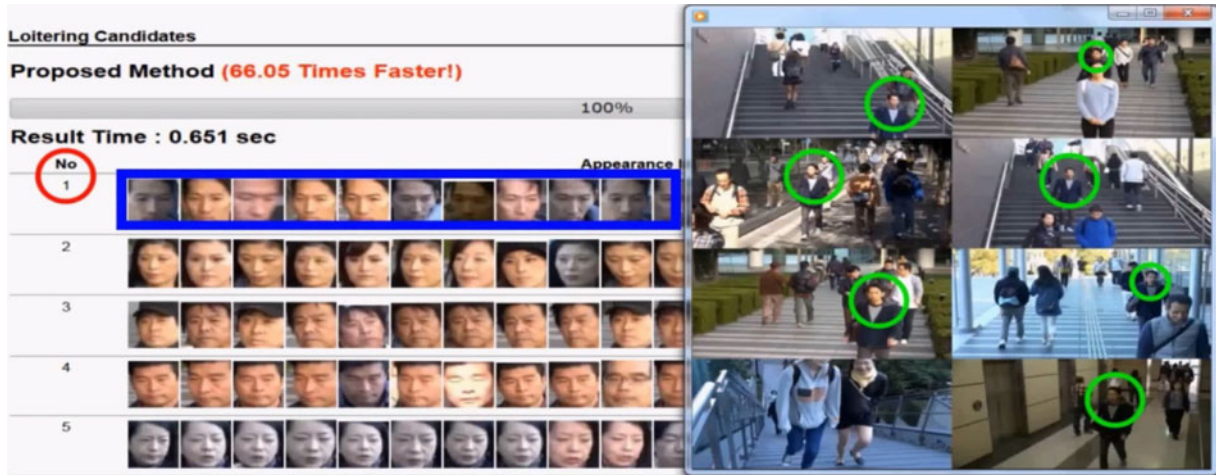 Loitering Candidates
Proposed Method (66.05 Times Faster!)
100%
Result Time : 0.651 sec
No
Appearance
1
2
3
4
5